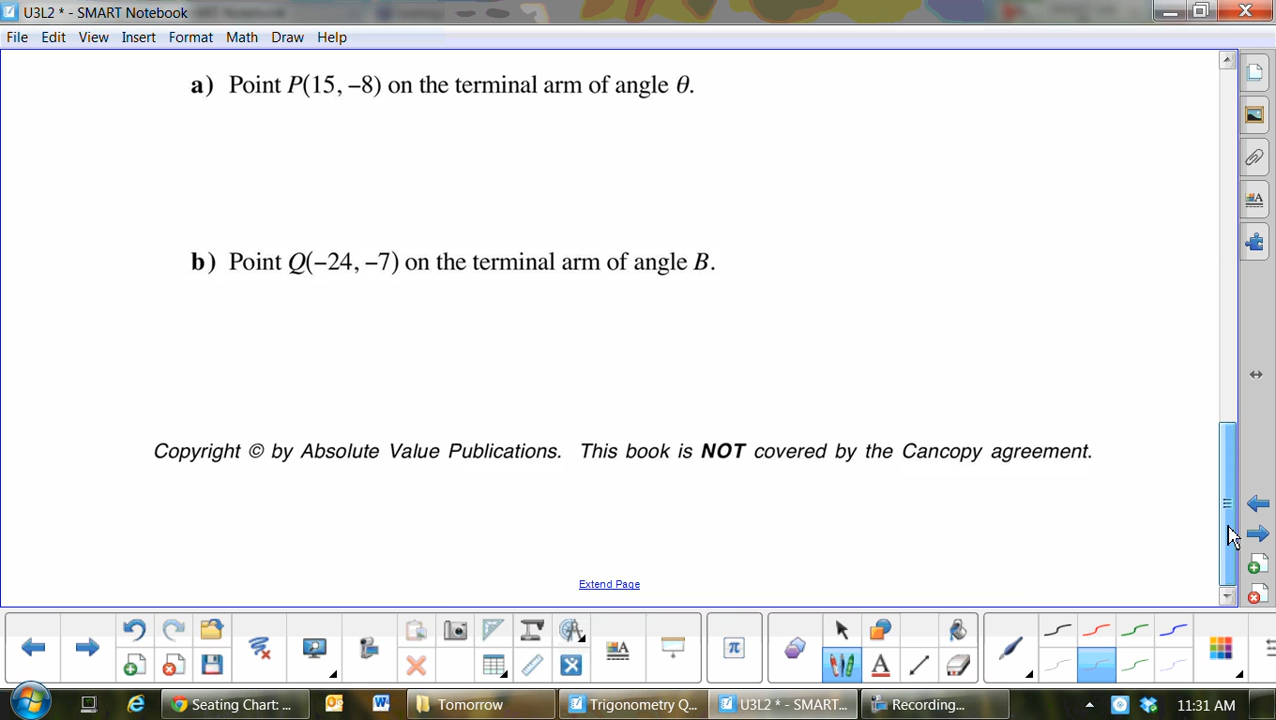 U3L2 * - SMART Notebook
File Edit View Insert Format Math Draw Help
a) Point P(15, −8) on the terminal arm of angle θ.
b) Point Q(−24, −7) on the terminal arm of angle B.
Copyright © by Absolute Value Publications. This book is NOT covered by the Cancopy agreement.
Extend Page
Seating Chart: ...
Tomorrow
Trigonometry Q...
U3L2 * - SMART...
Recording...
11:31 AM